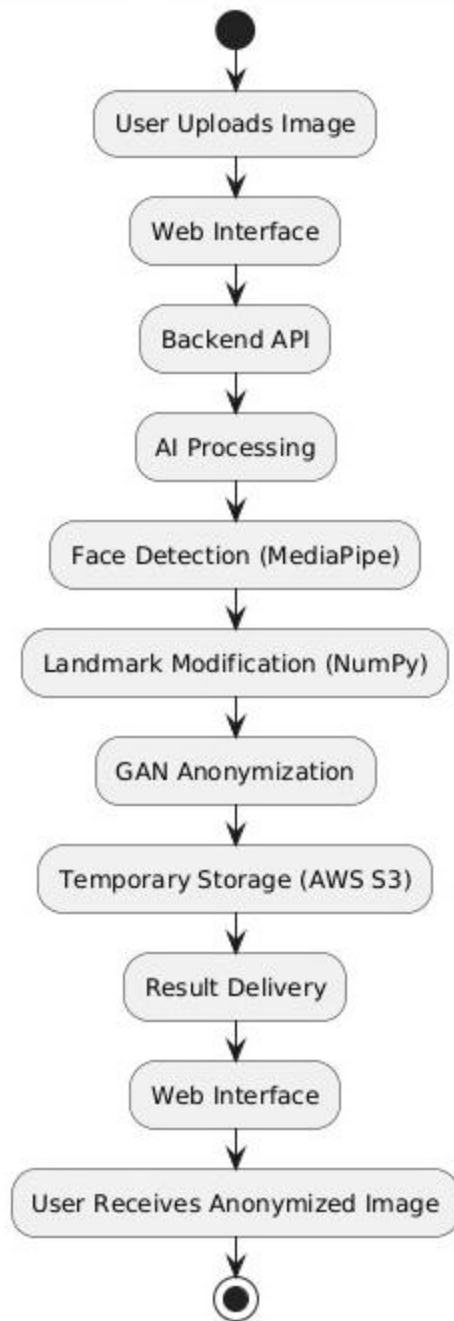 User Uploads Image
Web Interface
Backend API
AI Processing
Face Detection (MediaPipe)
Landmark Modification (NumPy)
GAN Anonymization
Temporary Storage (AWS S3)
Result Delivery
Web Interface
User Receives Anonymized Image